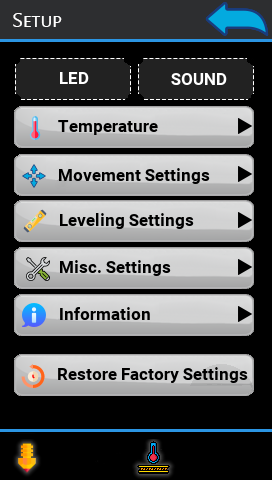 Setup
LED
SOUND
Temperature
Movement Settings
Leveling Settings
Misc. Settings
Information
Restore Factory Settings